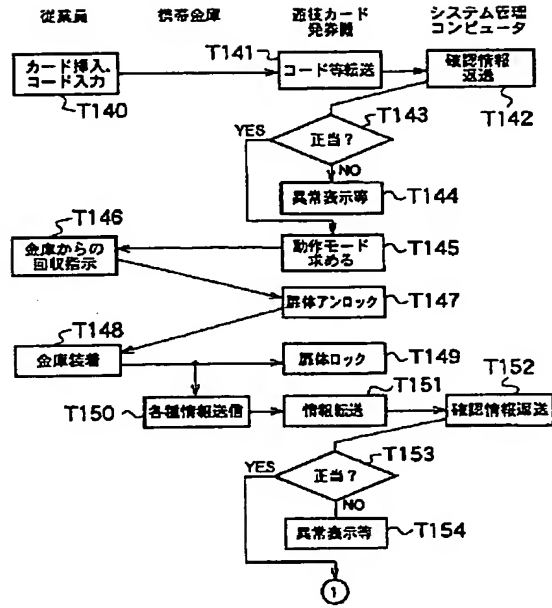 従業員
携帯金庫
遊技カード
発券機
システム管理
コンピュータ
カード挿入、
コード入力
T140
T141
コード等転送
確認情報
返送
T142
T143
YES
正当?
NO
異常表示等
T144
T146
金庫からの
回収指示
動作モード
求める
T145
扉体アンロック
T147
T148
金庫装着
扉体ロック
T149
T150
各種情報送信
T151
情報転送
T152
確認情報返送
T153
YES
正当?
NO
異常表示等
T154
1